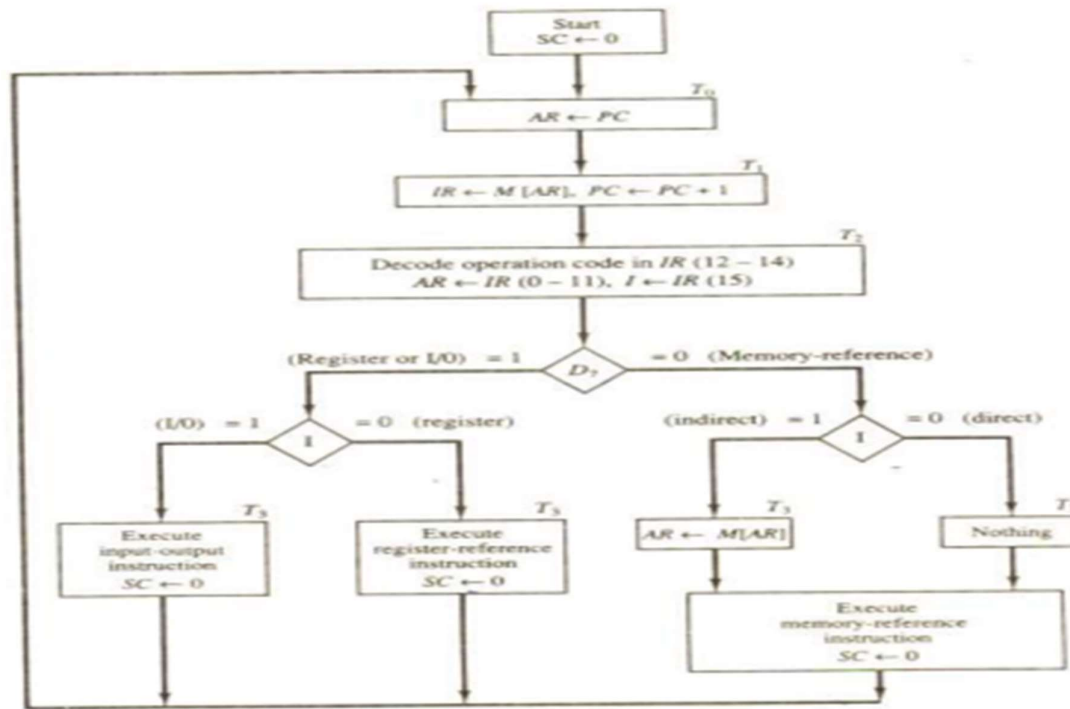 Start
SC ← 0
T₀
AR ← PC
T₁
IR ← M [AR], PC ← PC + 1
T₂
Decode operation code in IR (12 – 14)
AR ← IR (0 – 11), I ← IR (15)
(Register or I/0) = 1
D₇
= 0 (Memory-reference)
(I/0) = 1
I
= 0 (register)
(indirect) = 1
I
= 0 (direct)
T₃
Execute
input-output
instruction
SC ← 0
T₃
Execute
register-reference
instruction
SC ← 0
T₃
AR ← M[AR]
T
Nothing
Execute
memory-reference
instruction
SC ← 0